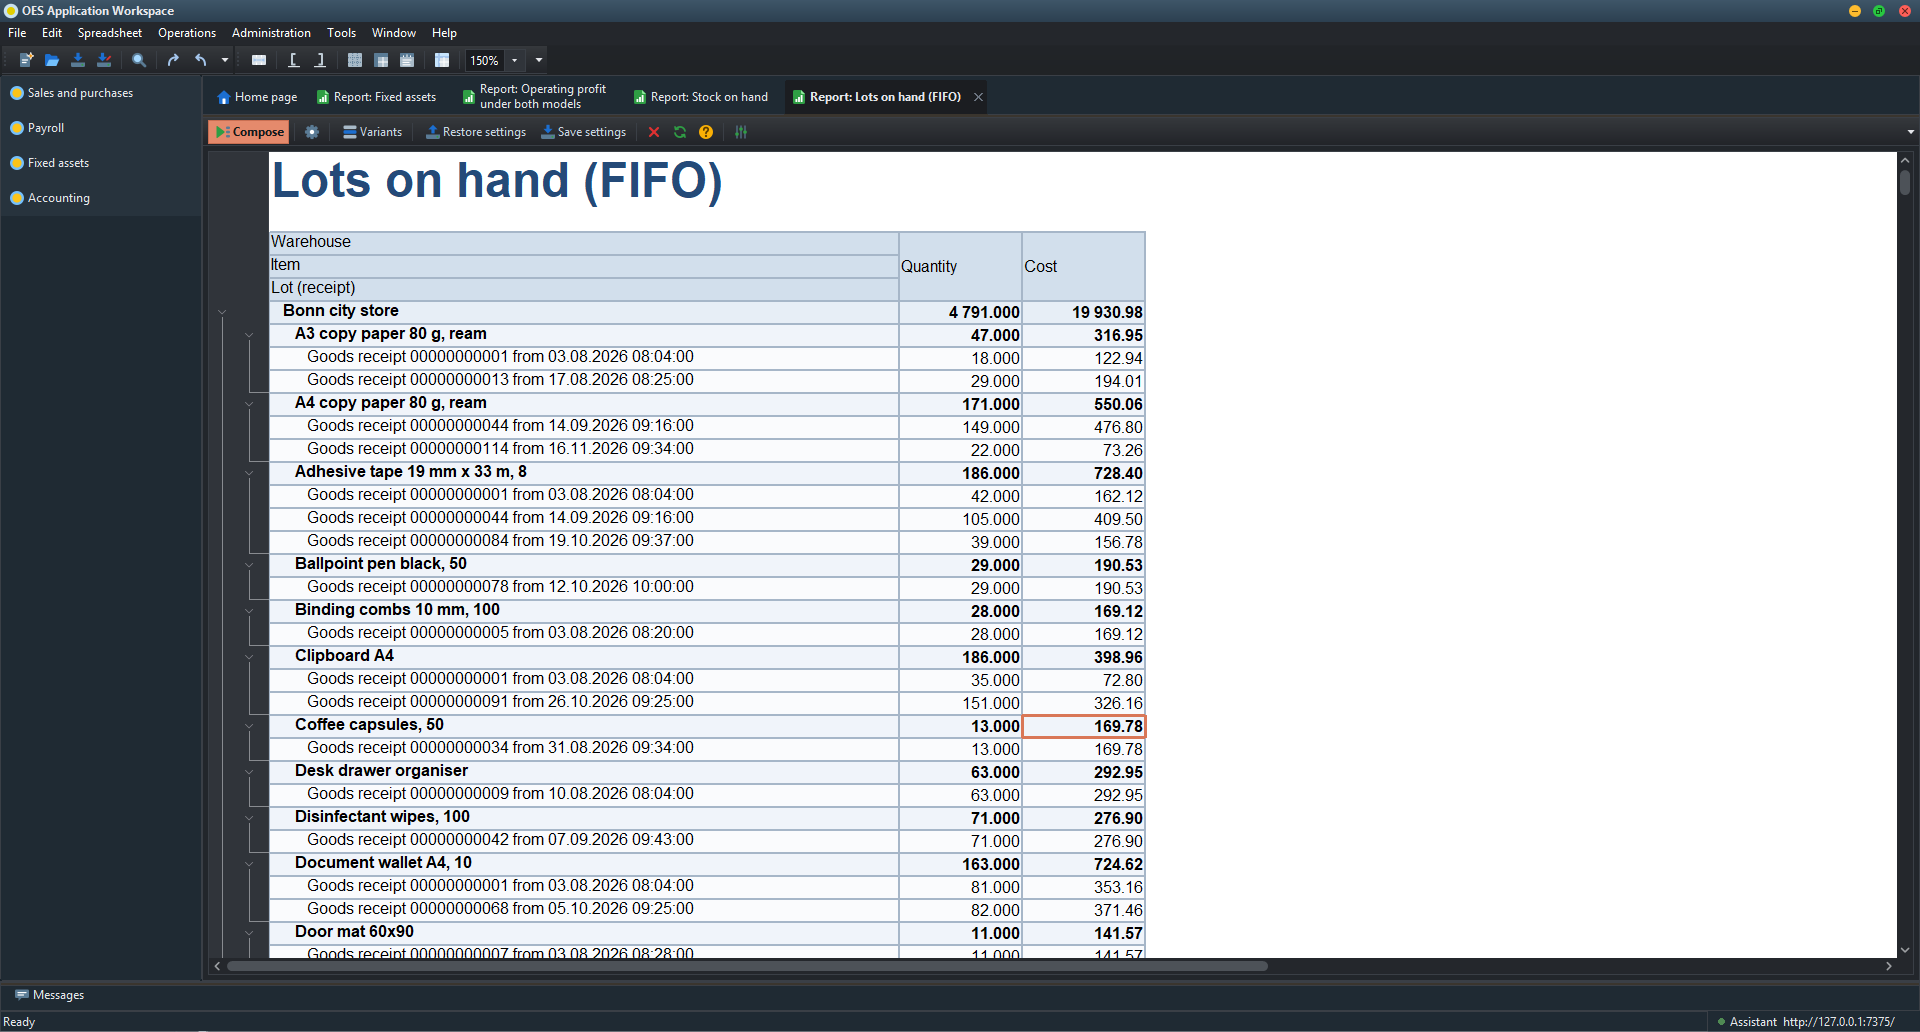 OES Application Workspace
File Edit Spreadsheet Operations Administration Tools Window Help
150%
Sales and purchases
Payroll
Fixed assets
Accounting
Home page
Report: Fixed assets
Report: Operating profit
under both models
Report: Stock on hand
Report: Lots on hand (FIFO)
Compose Variants Restore settings Save settings
Lots on hand (FIFO)
Warehouse
Item
Lot (receipt)
Quantity Cost
Bonn city store 4 791.000 19 930.98
A3 copy paper 80 g, ream 47.000 316.95
Goods receipt 00000000001 from 03.08.2026 08:04:00 18.000 122.94
Goods receipt 00000000013 from 17.08.2026 08:25:00 29.000 194.01
A4 copy paper 80 g, ream 171.000 550.06
Goods receipt 00000000044 from 14.09.2026 09:16:00 149.000 476.80
Goods receipt 00000000114 from 16.11.2026 09:34:00 22.000 73.26
Adhesive tape 19 mm x 33 m, 8 186.000 728.40
Goods receipt 00000000001 from 03.08.2026 08:04:00 42.000 162.12
Goods receipt 00000000044 from 14.09.2026 09:16:00 105.000 409.50
Goods receipt 00000000084 from 19.10.2026 09:37:00 39.000 156.78
Ballpoint pen black, 50 29.000 190.53
Goods receipt 00000000078 from 12.10.2026 10:00:00 29.000 190.53
Binding combs 10 mm, 100 28.000 169.12
Goods receipt 00000000005 from 03.08.2026 08:20:00 28.000 169.12
Clipboard A4 186.000 398.96
Goods receipt 00000000001 from 03.08.2026 08:04:00 35.000 72.80
Goods receipt 00000000091 from 26.10.2026 09:25:00 151.000 326.16
Coffee capsules, 50 13.000 169.78
Goods receipt 00000000034 from 31.08.2026 09:34:00 13.000 169.78
Desk drawer organiser 63.000 292.95
Goods receipt 00000000009 from 10.08.2026 08:04:00 63.000 292.95
Disinfectant wipes, 100 71.000 276.90
Goods receipt 00000000042 from 07.09.2026 09:43:00 71.000 276.90
Document wallet A4, 10 163.000 724.62
Goods receipt 00000000001 from 03.08.2026 08:04:00 81.000 353.16
Goods receipt 00000000068 from 05.10.2026 09:25:00 82.000 371.46
Door mat 60x90 11.000 141.57
Goods receipt 00000000007 from 03.08.2026 08:28:00 11.000 141.57
Messages
Ready
Assistant http://127.0.0.1:7375/